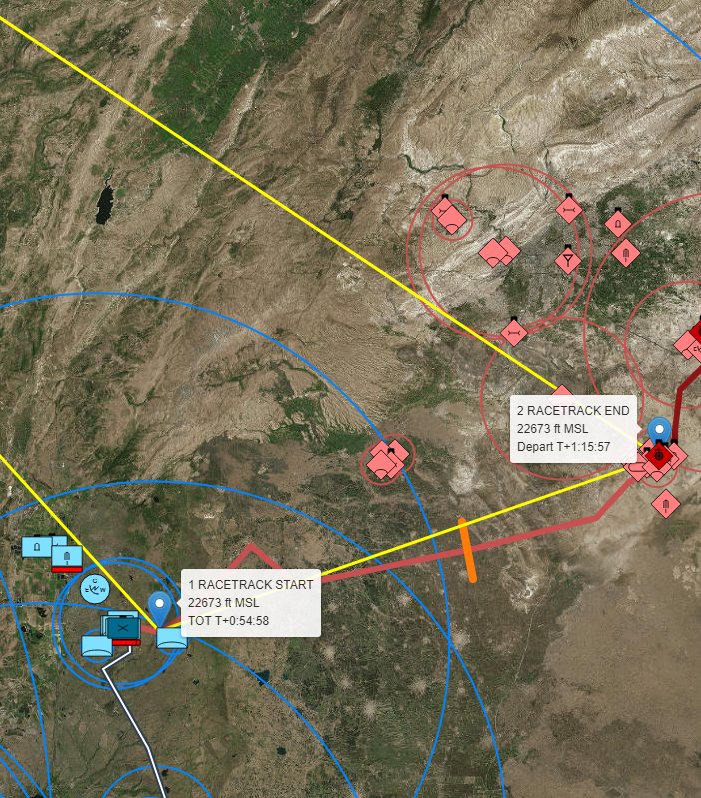 2 RACETRACK END
22673 ft MSL
Depart T+1:15:57
1 RACETRACK START
22673 ft MSL
TOT T+0:54:58
C
E W